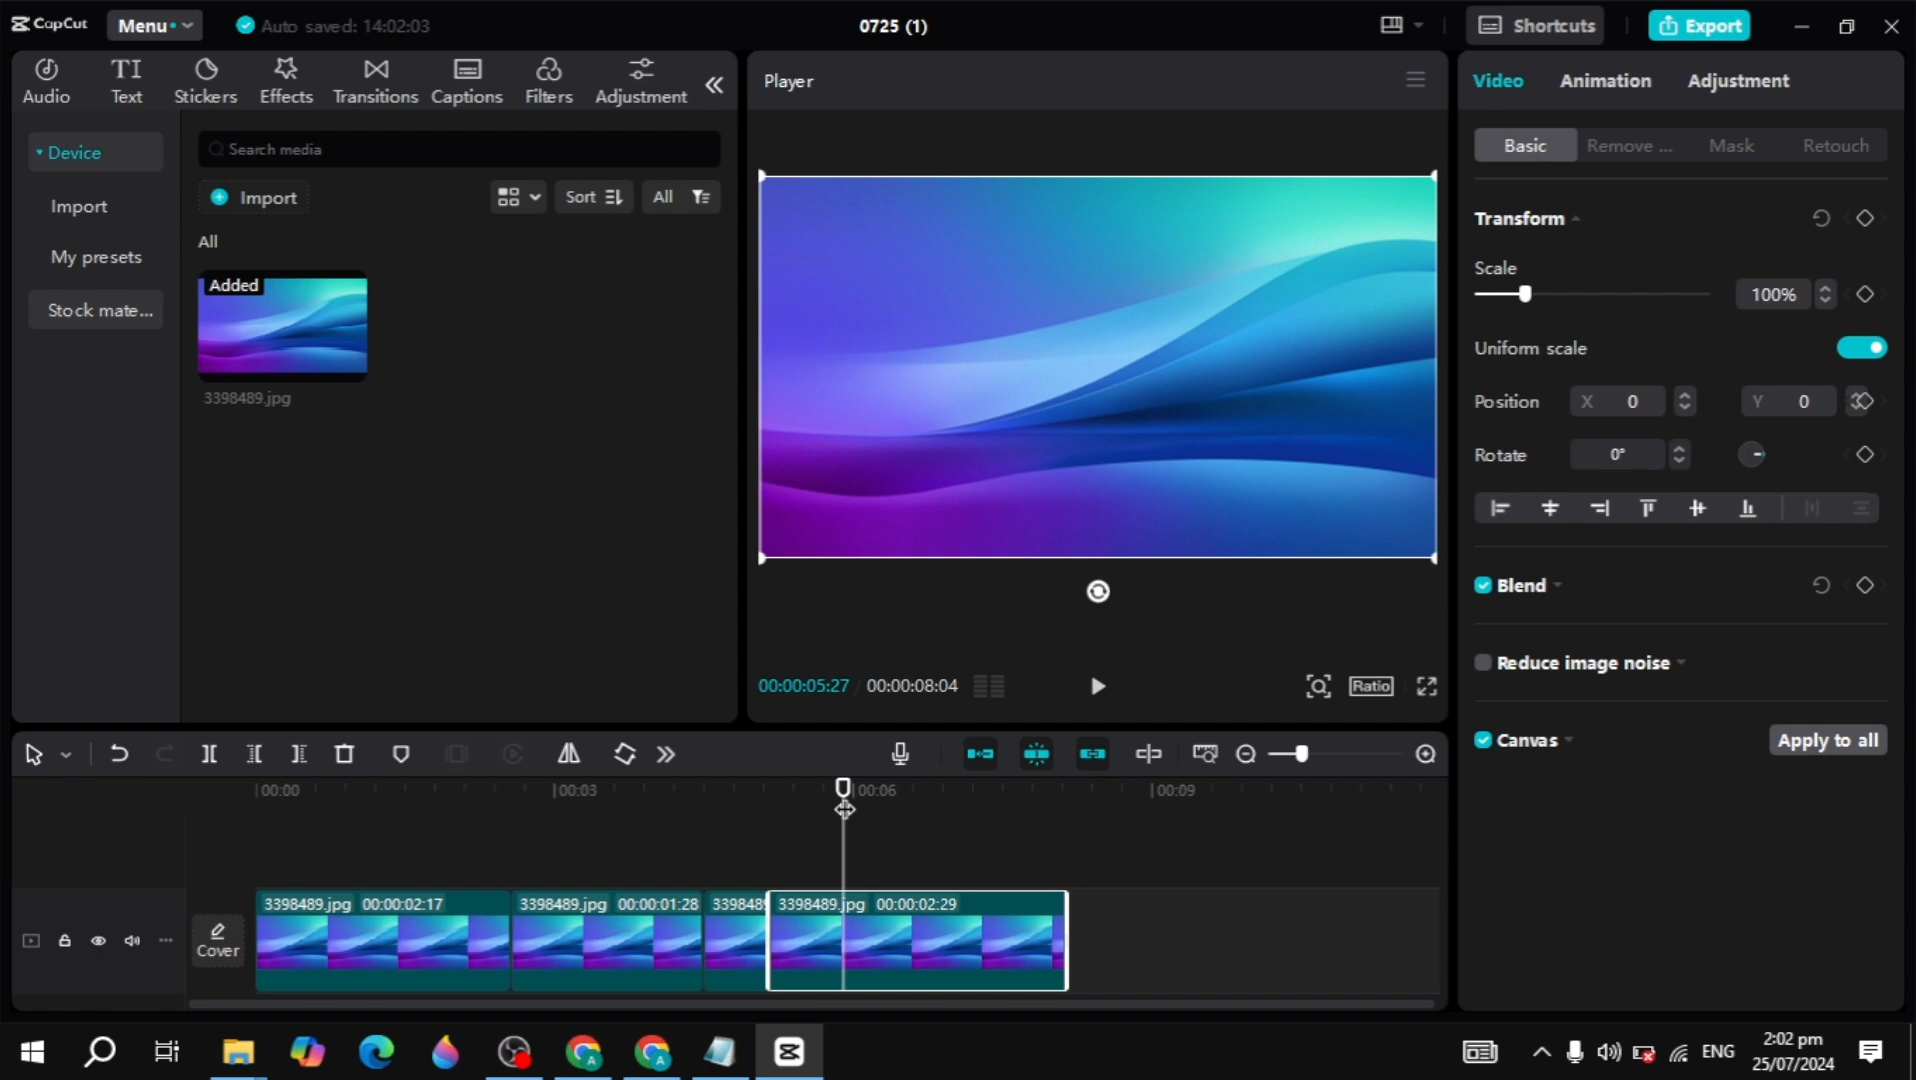 CapCut
Menu
Auto saved: 14:02:03
0725 (1)
Shortcuts
Export
Audio
Text
Stickers
Effects
Transitions
Captions
Filters
Adjustment
Player
Video
Animation
Adjustment
Device
Import
My presets
Stock mate...
Search media
Import
Sort
All
All
Added
3398489.jpg
Basic
Remove ...
Mask
Retouch
Transform
Scale
100%
Uniform scale
Position
X 0
Y 0
Rotate
0°
Blend
Reduce image noise
Canvas
Apply to all
00:00:05:27
00:00:08:04
Ratio
00:00
00:03
00:06
00:09
Cover
3398489.jpg 00:00:02:17
3398489.jpg 00:00:01:28
339848
3398489.jpg 00:00:02:29
ENG
2:02 pm
25/07/2024